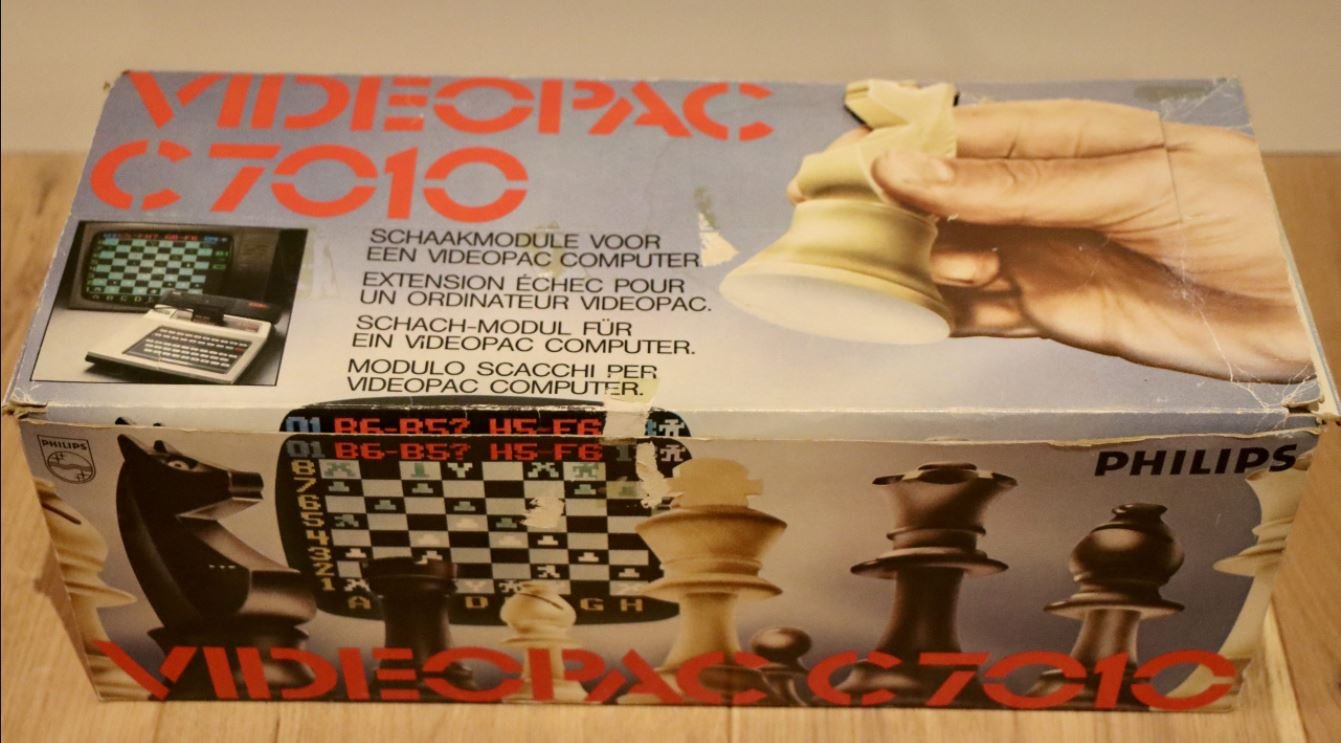 VIDEOPAC
C7010
SCHAAKMODULE VOOR
EEN VIDEOPAC COMPUTER
EXTENSION ÉCHEC POUR
UN ORDINATEUR VIDEOPAC.
SCHACH-MODUL FÜR
EIN VIDEOPAC COMPUTER.
MODULO SCACCHI PER
VIDEOPAC COMPUTER.
01 B6-B5? H5-F6
PHILIPS
01 B6-B5? H5-F6
PHILIPS
8
7
6
5
4
3
2
1
A D G H
VIDEOPAC C7010